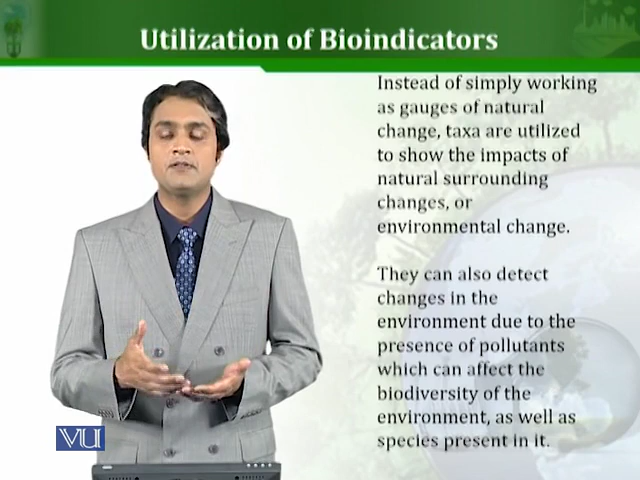 Utilization of Bioindicators
Instead of simply working
as gauges of natural
change, taxa are utilized
to show the impacts of
natural surrounding
changes, or
environmental change.
They can also detect
changes in the
environment due to the
presence of pollutants
which can affect the
biodiversity of the
environment, as well as
species present in it.
VU